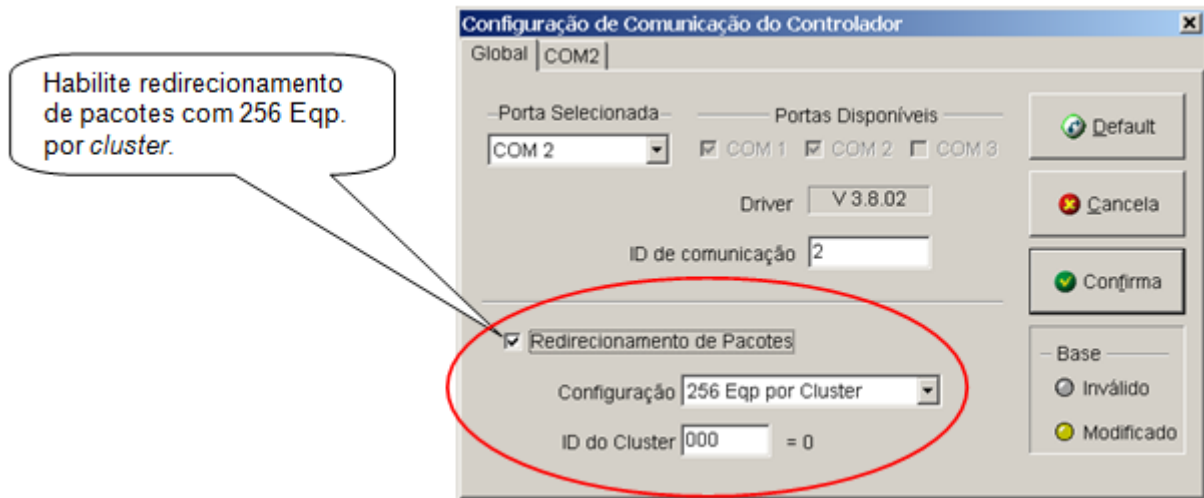 Configuração de Comunicação do Controlador
Global COM2
Habilite redirecionamento
de pacotes com 256 Eqp.
por cluster.
Porta Selecionada
Portas Disponíveis
COM 2
COM 1 COM 2 COM 3
Default
Driver V 3.8.02
Cancela
ID de comunicação 2
Confirma
Redirecionamento de Pacotes
Configuração 256 Eqp por Cluster
ID do Cluster 000 = 0
Base
Inválido
Modificado